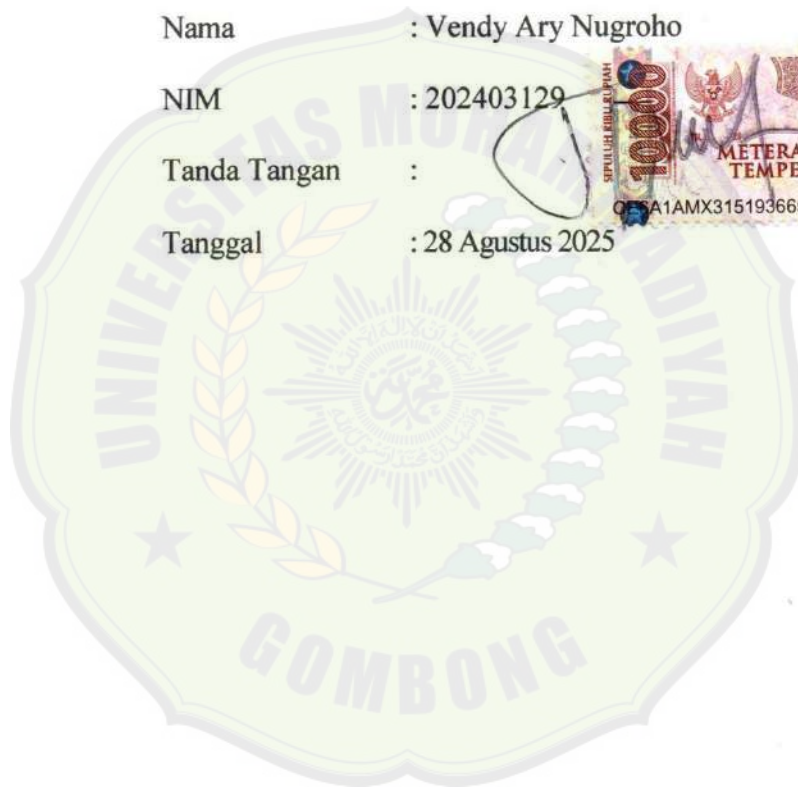 Nama : Vendy Ary Nugroho
NIM : 202403129
SEPULUH RIBU RUPIAH
10000
METERA
TEMPE
A1AMX31519366
Tanda Tangan :
Tanggal : 28 Agustus 2025
UNIVERSITAS MUHAMMADIYAH
GOMBONG